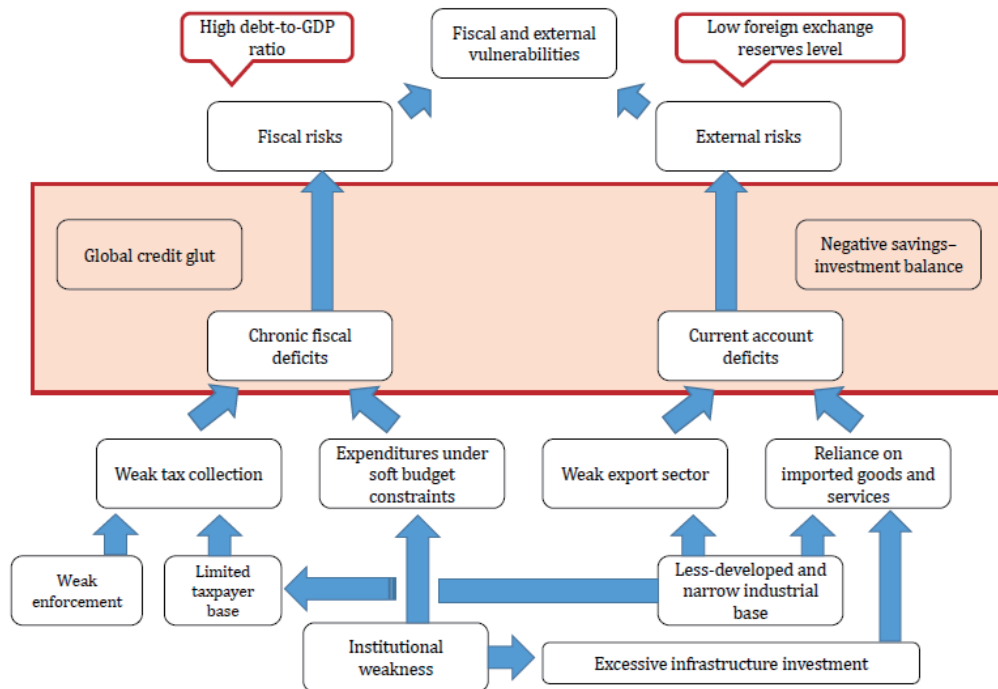 High debt-to-GDP
ratio
Fiscal and external
vulnerabilities
Low foreign exchange
reserves level
Fiscal risks
External risks
Global credit glut
Negative savings–
investment balance
Chronic fiscal
deficits
Current account
deficits
Weak tax collection
Expenditures under
soft budget
constraints
Weak export sector
Reliance on
imported goods and
services
Weak
enforcement
Limited
taxpayer
base
Less-developed and
narrow industrial
base
Institutional
weakness
Excessive infrastructure investment